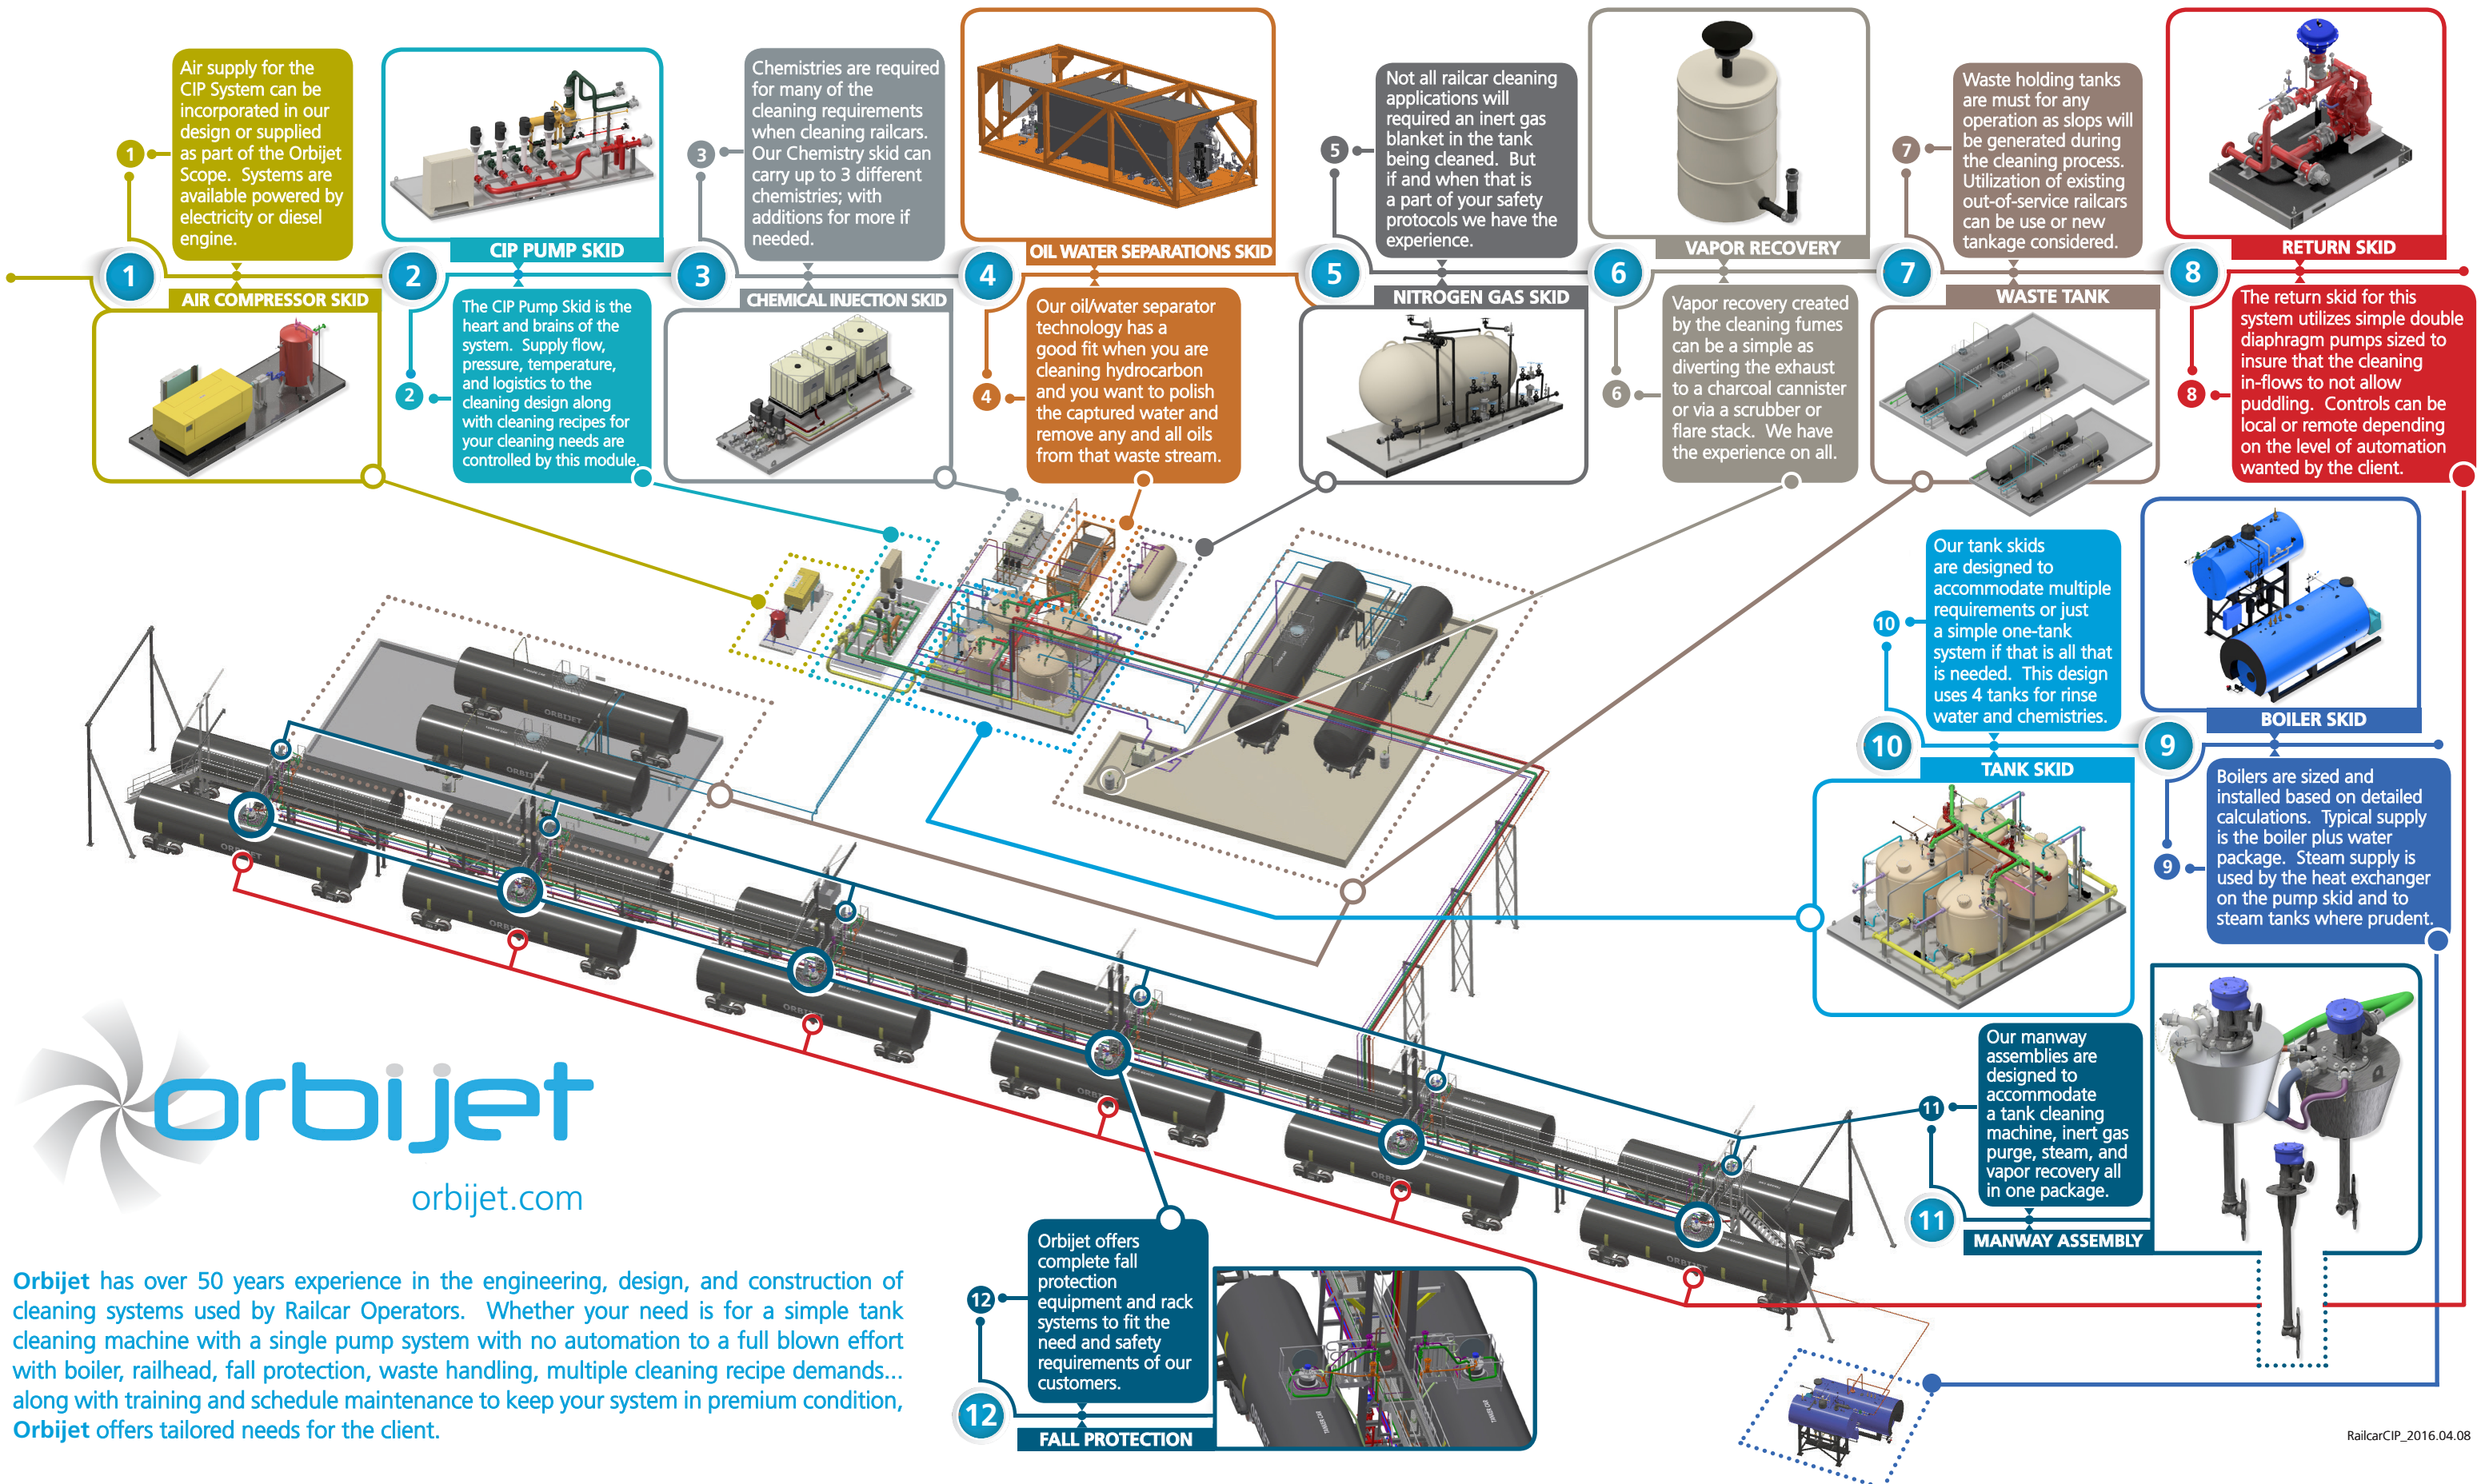 1
Air supply for the
CIP System can be
incorporated in our
design or supplied
as part of the Orbijet
Scope. Systems are
available powered by
electricity or diesel
engine.
1
AIR COMPRESSOR SKID
CIP PUMP SKID
2
The CIP Pump Skid is the
heart and brains of the
system. Supply flow,
pressure, temperature,
and logistics to the
cleaning design along
with cleaning recipes for
your cleaning needs are
controlled by this module.
2
3
Chemistries are required
for many of the
cleaning requirements
when cleaning railcars.
Our Chemistry skid can
carry up to 3 different
chemistries; with
additions for more if
needed.
3
CHEMICAL INJECTION SKID
OIL WATER SEPARATIONS SKID
4
Our oil/water separator
technology has a
good fit when you are
cleaning hydrocarbon
and you want to polish
the captured water and
remove any and all oils
from that waste stream.
4
5
Not all railcar cleaning
applications will
required an inert gas
blanket in the tank
being cleaned. But
if and when that is
a part of your safety
protocols we have the
experience.
5
NITROGEN GAS SKID
VAPOR RECOVERY
6
Vapor recovery created
by the cleaning fumes
can be a simple as
diverting the exhaust
to a charcoal cannister
or via a scrubber or
flare stack. We have
the experience on all.
6
7
Waste holding tanks
are must for any
operation as slops will
be generated during
the cleaning process.
Utilization of existing
out-of-service railcars
can be use or new
tankage considered.
7
WASTE TANK
RETURN SKID
8
The return skid for this
system utilizes simple double
diaphragm pumps sized to
insure that the cleaning
in-flows to not allow
puddling. Controls can be
local or remote depending
on the level of automation
wanted by the client.
8
10
Our tank skids
are designed to
accommodate multiple
requirements or just
a simple one-tank
system if that is all that
is needed. This design
uses 4 tanks for rinse
water and chemistries.
10
TANK SKID
BOILER SKID
9
Boilers are sized and
installed based on detailed
calculations. Typical supply
is the boiler plus water
package. Steam supply is
used by the heat exchanger
on the pump skid and to
steam tanks where prudent.
9
ORBIJET
ORBIJET
ORBIJET
ORBIJET
ORBIJET
ORBIJET
ORBIJET
ORBIJET
11
Our manway
assemblies are
designed to
accommodate
a tank cleaning
machine, inert gas
purge, steam, and
vapor recovery all
in one package.
11
MANWAY ASSEMBLY
orbijet
orbijet.com
12
Orbijet offers
complete fall
protection
equipment and rack
systems to fit the
need and safety
requirements of our
customers.
12
FALL PROTECTION
Orbijet has over 50 years experience in the engineering, design, and construction of
cleaning systems used by Railcar Operators. Whether your need is for a simple tank
cleaning machine with a single pump system with no automation to a full blown effort
with boiler, railhead, fall protection, waste handling, multiple cleaning recipe demands...
along with training and schedule maintenance to keep your system in premium condition,
Orbijet offers tailored needs for the client.
RailcarCIP_2016.04.08